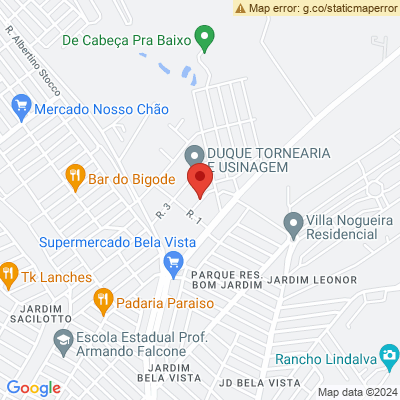 Map error: g.co/staticmaperror
R. Albertino Stocco
De Cabeça Pra Baixo
Mercado Nosso Chão
DUQUE TORNEARIA
E USINAGEM
Bar do Bigode
R. 3
R. 1
Villa Nogueira
Residencial
Supermercado Bela Vista
Tk Lanches
PARQUE RES.
BOM JARDIM
JARDIM LEONOR
Padaria Paraiso
JARDIM
SACILOTTO
Escola Estadual Prof.
Armando Falcone
JARDIM
BELA VISTA
Rancho Lindalva
JD BELA VISTA
Google
Map data ©2024